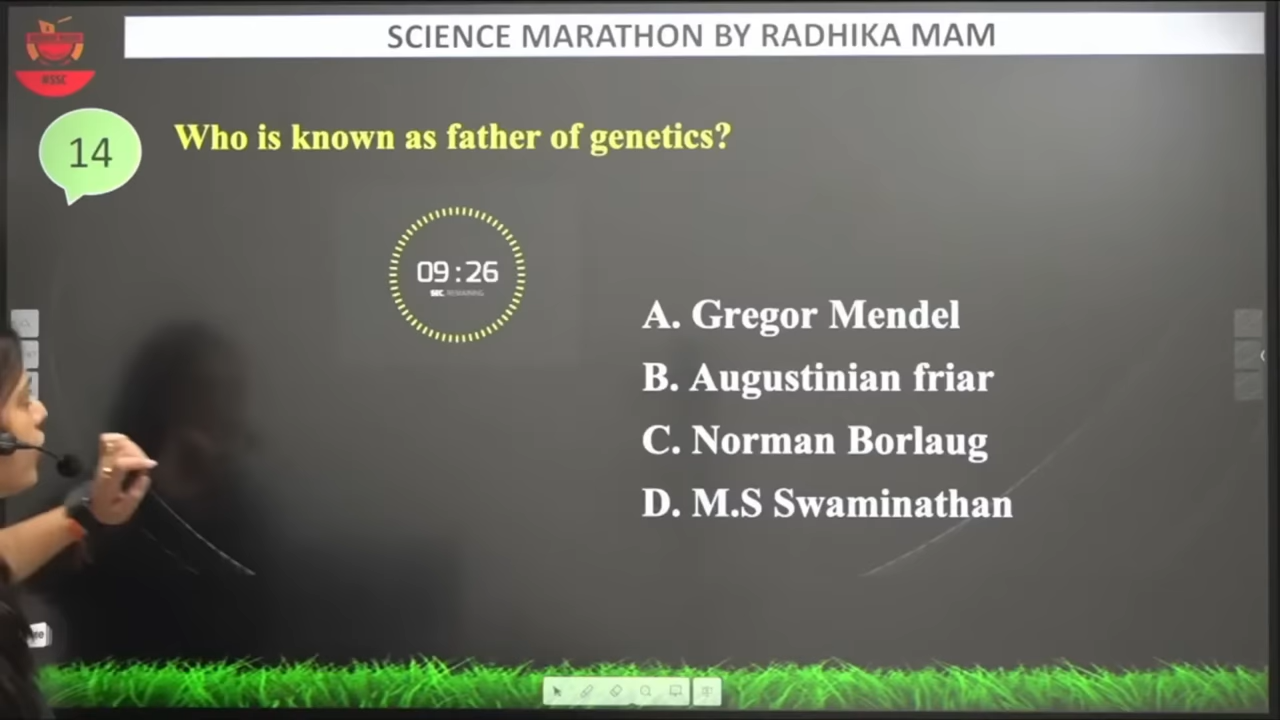 SCIENCE MARATHON BY RADHIKA MAM
#SSC
14
Who is known as father of genetics?
09:26
SEC. REMAINING
A. Gregor Mendel
B. Augustinian friar
C. Norman Borlaug
D. M.S Swaminathan